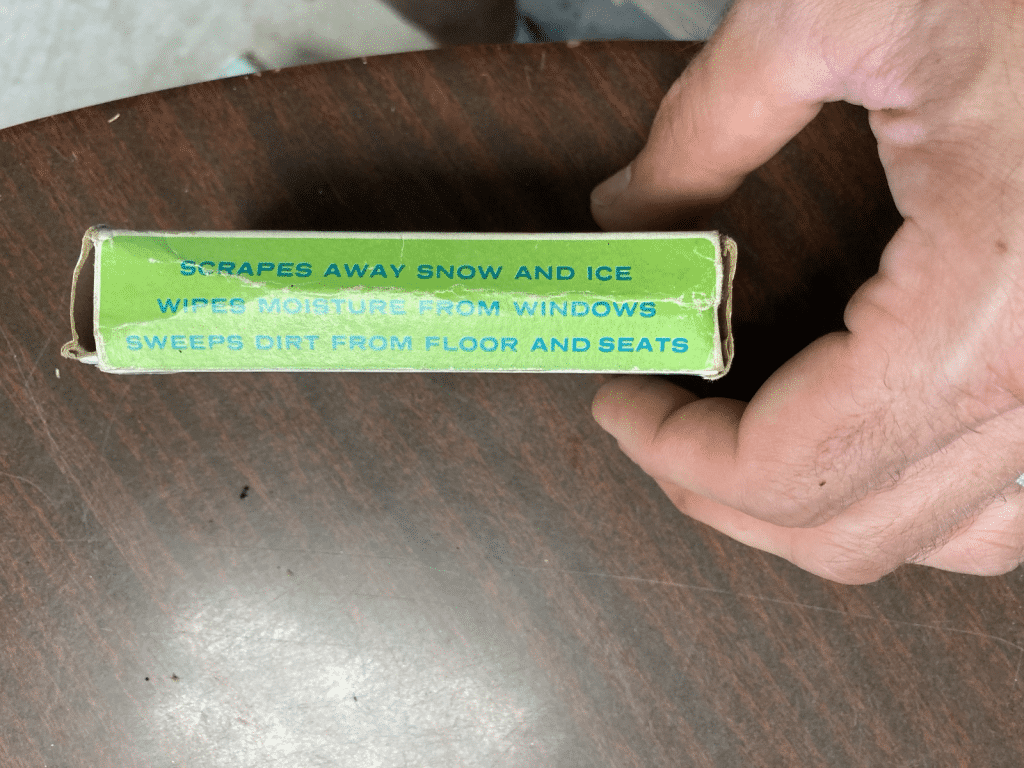 SCRAPES AWAY SNOW AND ICE
WIPES MOISTURE FROM WINDOWS
SWEEPS DIRT FROM FLOOR AND SEATS